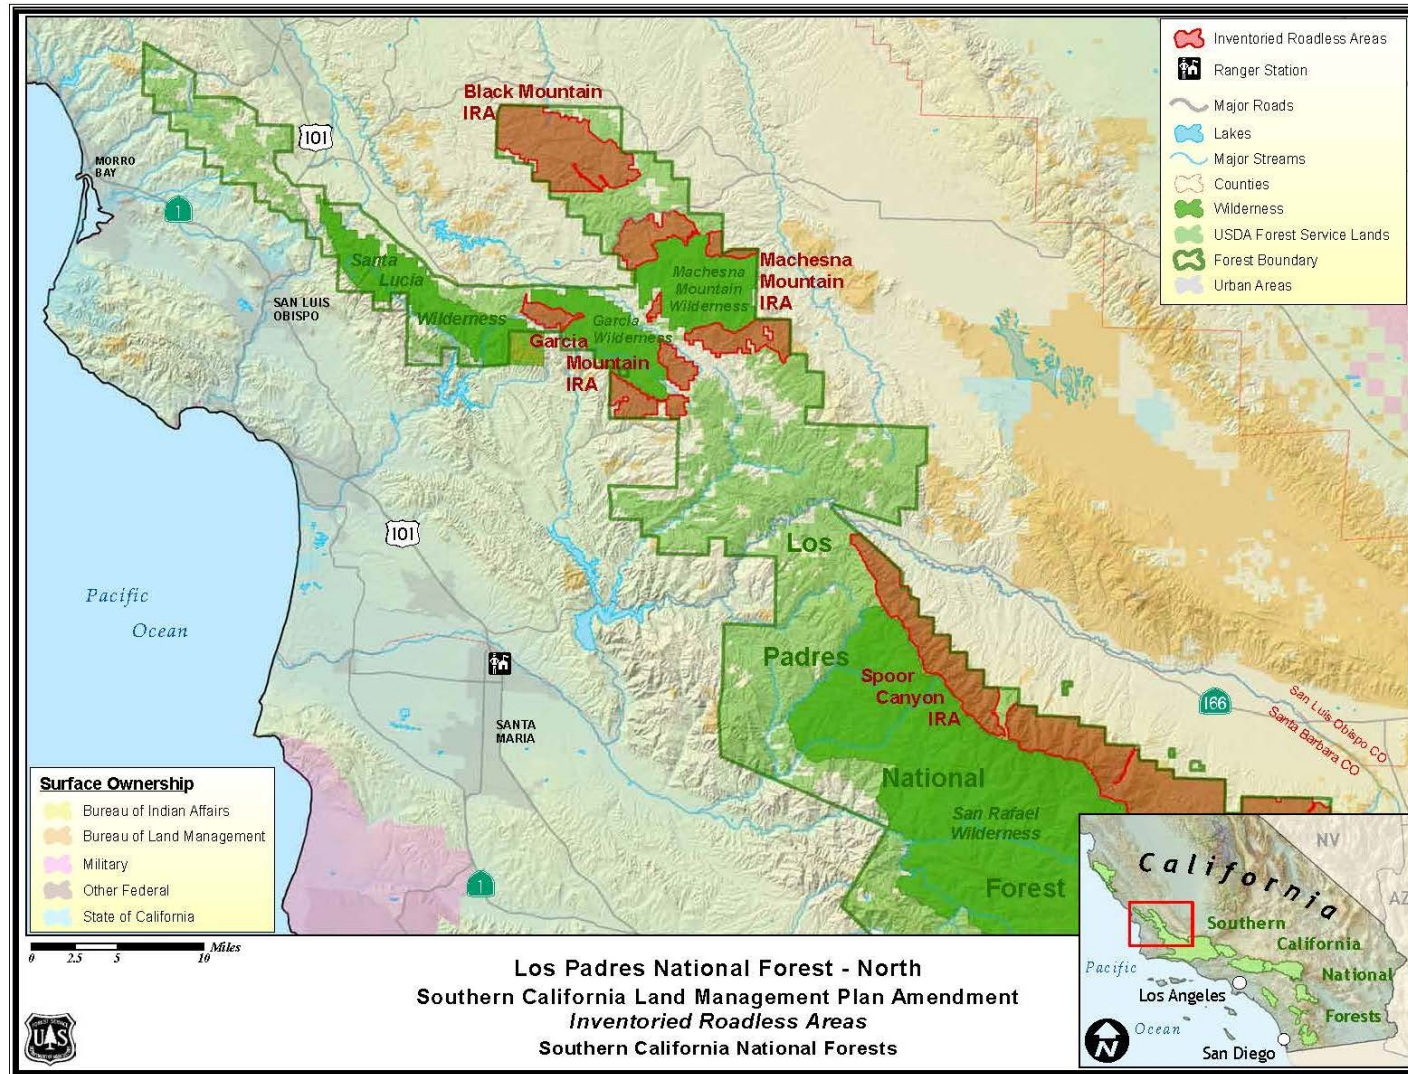 Inventoried Roadless Areas
Ranger Station
Major Roads
Lakes
Major Streams
Counties
Wilderness
USDA Forest Service Lands
Forest Boundary
Urban Areas
Black Mountain
IRA
101
MORRO
BAY
1
Santa
Lucia
Wilderness
SAN LUIS
OBISPO
Machesna
Mountain
Wilderness
Machesna
Mountain
IRA
Garcia
Wilderness
Garcia
Mountain
IRA
101
Los
Padres
National
Forest
Pacific
Ocean
Spoor
Canyon
IRA
166
San Luis Obispo CO
Santa Barbara CO
SANTA
MARIA
San Rafael
Wilderness
1
Surface Ownership
Bureau of Indian Affairs
Bureau of Land Management
Military
Other Federal
State of California
0 2.5 5 10 Miles
NV
AZ
California
Southern
California
National
Forests
Pacific
Ocean
Los Angeles
San Diego
N
Los Padres National Forest - North
Southern California Land Management Plan Amendment
Inventoried Roadless Areas
Southern California National Forests
FOREST SERVICE
US
DEPARTMENT OF AGRICULTURE